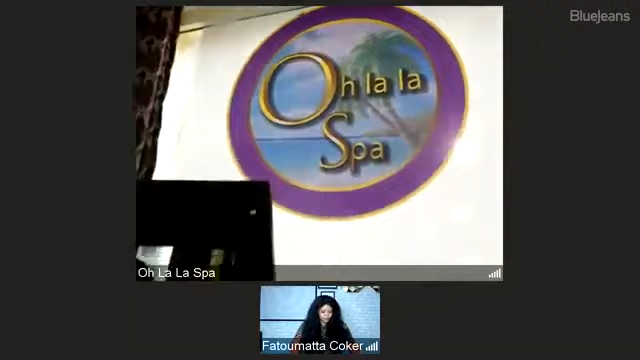 BlueJeans
Oh la la
Spa
Oh La La Spa
Fatoumatta Coker